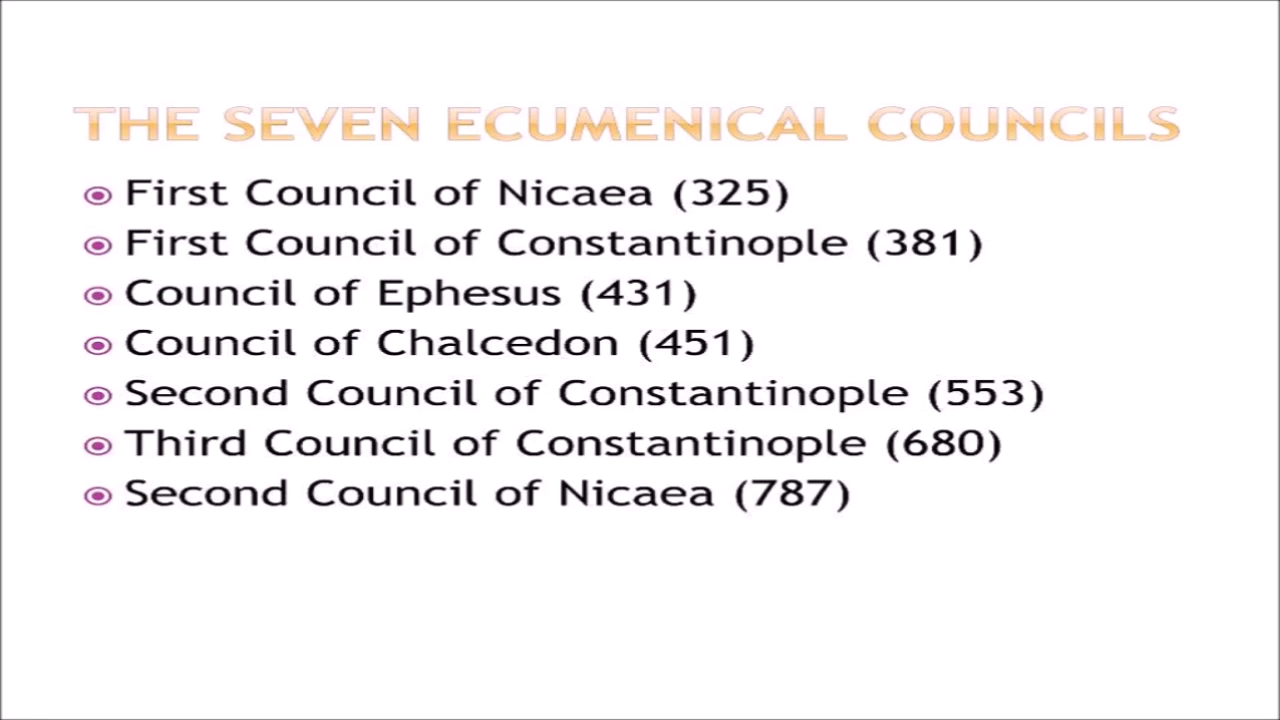 THE SEVEN ECUMENICAL COUNCILS
First Council of Nicaea (325)
First Council of Constantinople (381)
Council of Ephesus (431)
Council of Chalcedon (451)
Second Council of Constantinople (553)
Third Council of Constantinople (680)
Second Council of Nicaea (787)